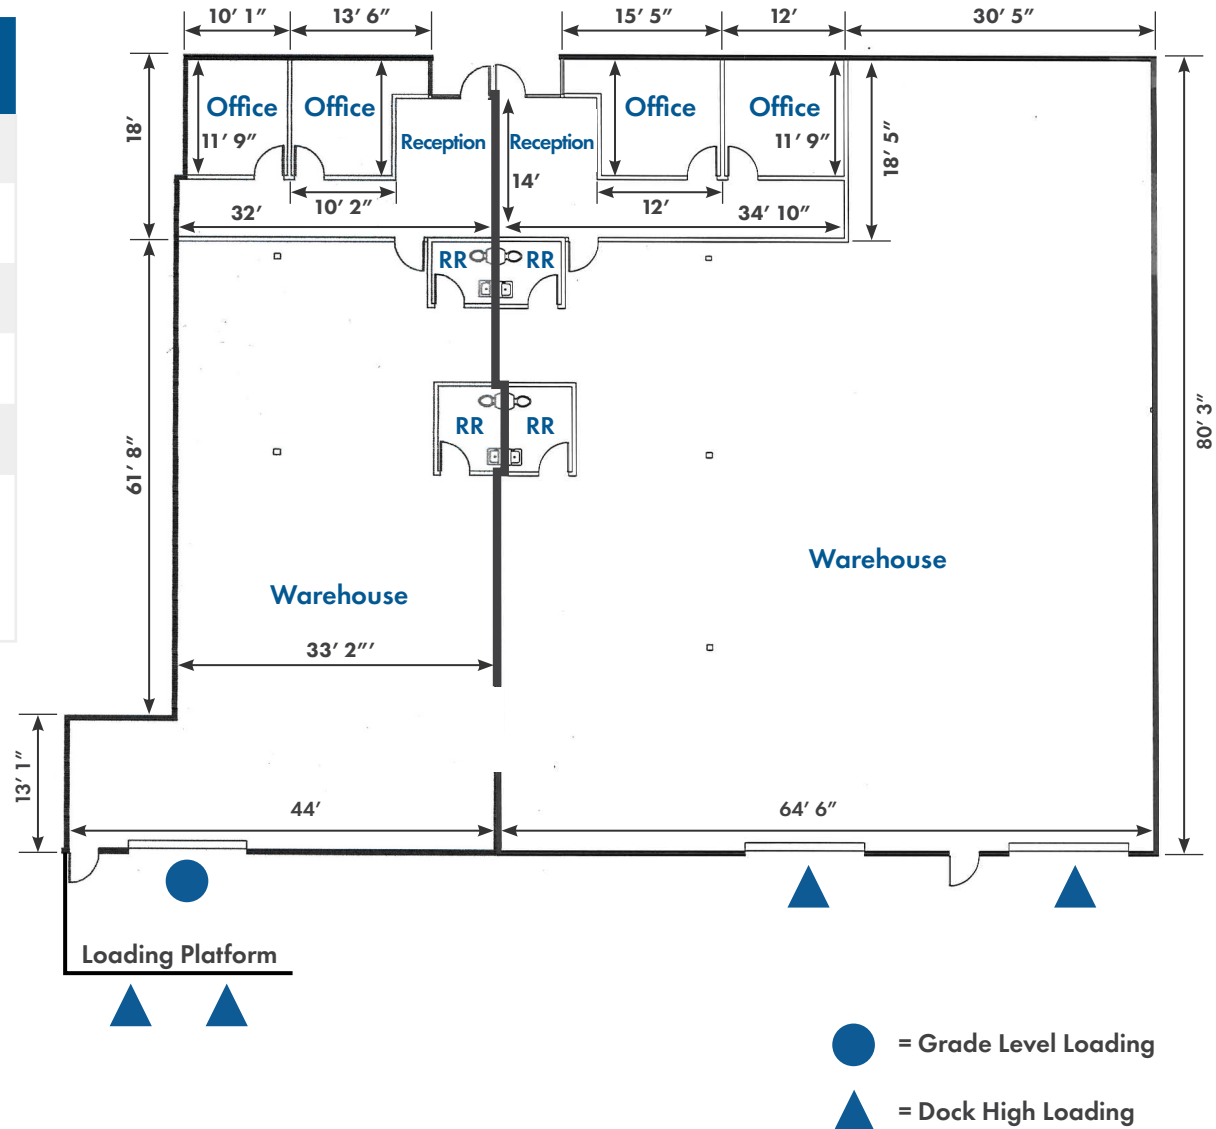 10′ 1″
13′ 6″
15′ 5″
12′
30′ 5″
Office
Office
Office
Office
11′ 9″
11′ 9″
18′
18′ 5″
Reception
Reception
14′
10′ 2″
12′
32′
34′ 10″
RR
RR
RR
RR
61′ 8″
80′ 3″
Warehouse
Warehouse
33′ 2″′
13′ 1″
44′
64′ 6″
Loading Platform
= Grade Level Loading
= Dock High Loading